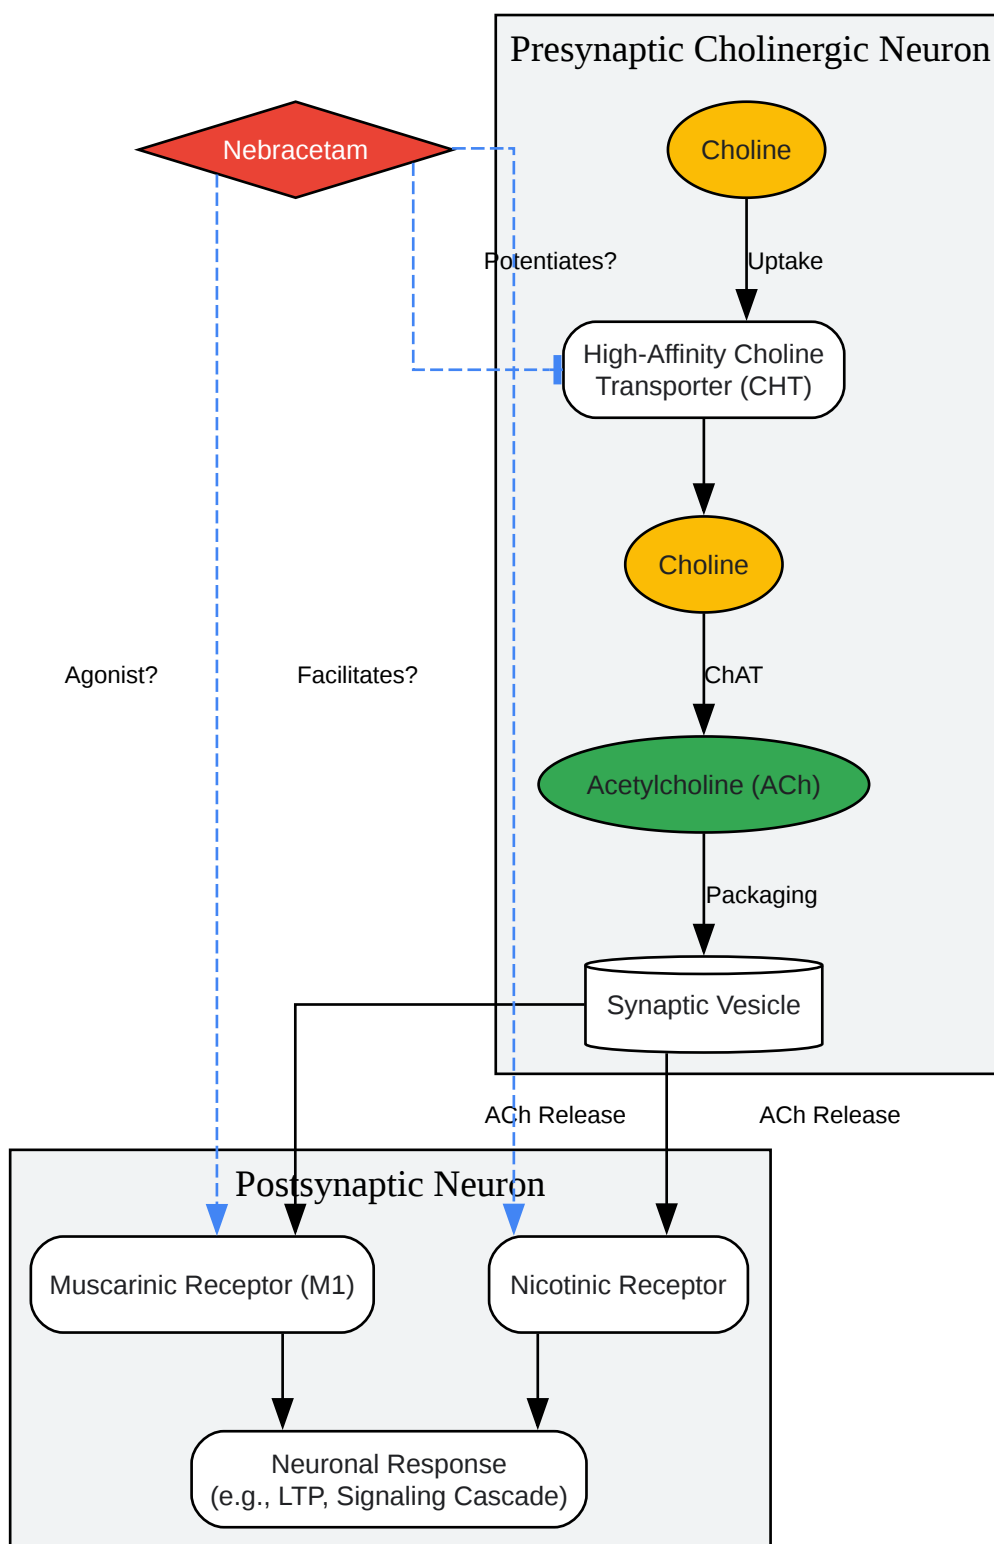 Presynaptic Cholinergic Neuron
Nebracetam
Choline
Potentiates?
Uptake
High-Affinity Choline
Transporter (CHT)
Choline
Agonist?
Facilitates?
ChAT
Acetylcholine (ACh)
Packaging
Synaptic Vesicle
ACh Release
ACh Release
Postsynaptic Neuron
Muscarinic Receptor (M1)
Nicotinic Receptor
Neuronal Response
(e.g., LTP, Signaling Cascade)